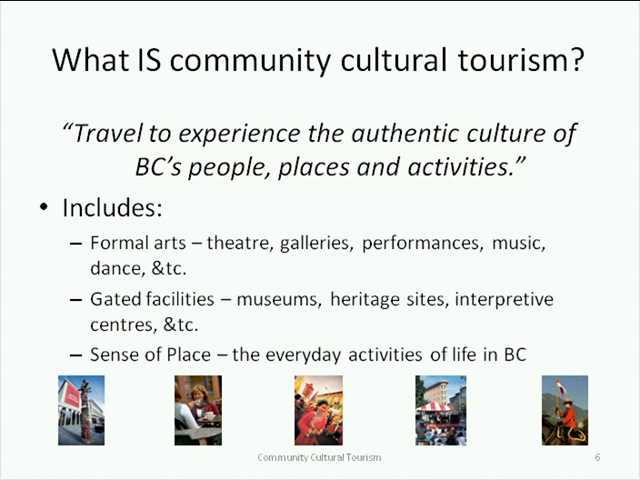 What IS community cultural tourism?
“Travel to experience the authentic culture of
BC’s people, places and activities.”
• Includes:
– Formal arts – theatre, galleries, performances, music,
dance, &tc.
– Gated facilities – museums, heritage sites, interpretive
centres, &tc.
– Sense of Place – the everyday activities of life in BC
Community Cultural Tourism
6